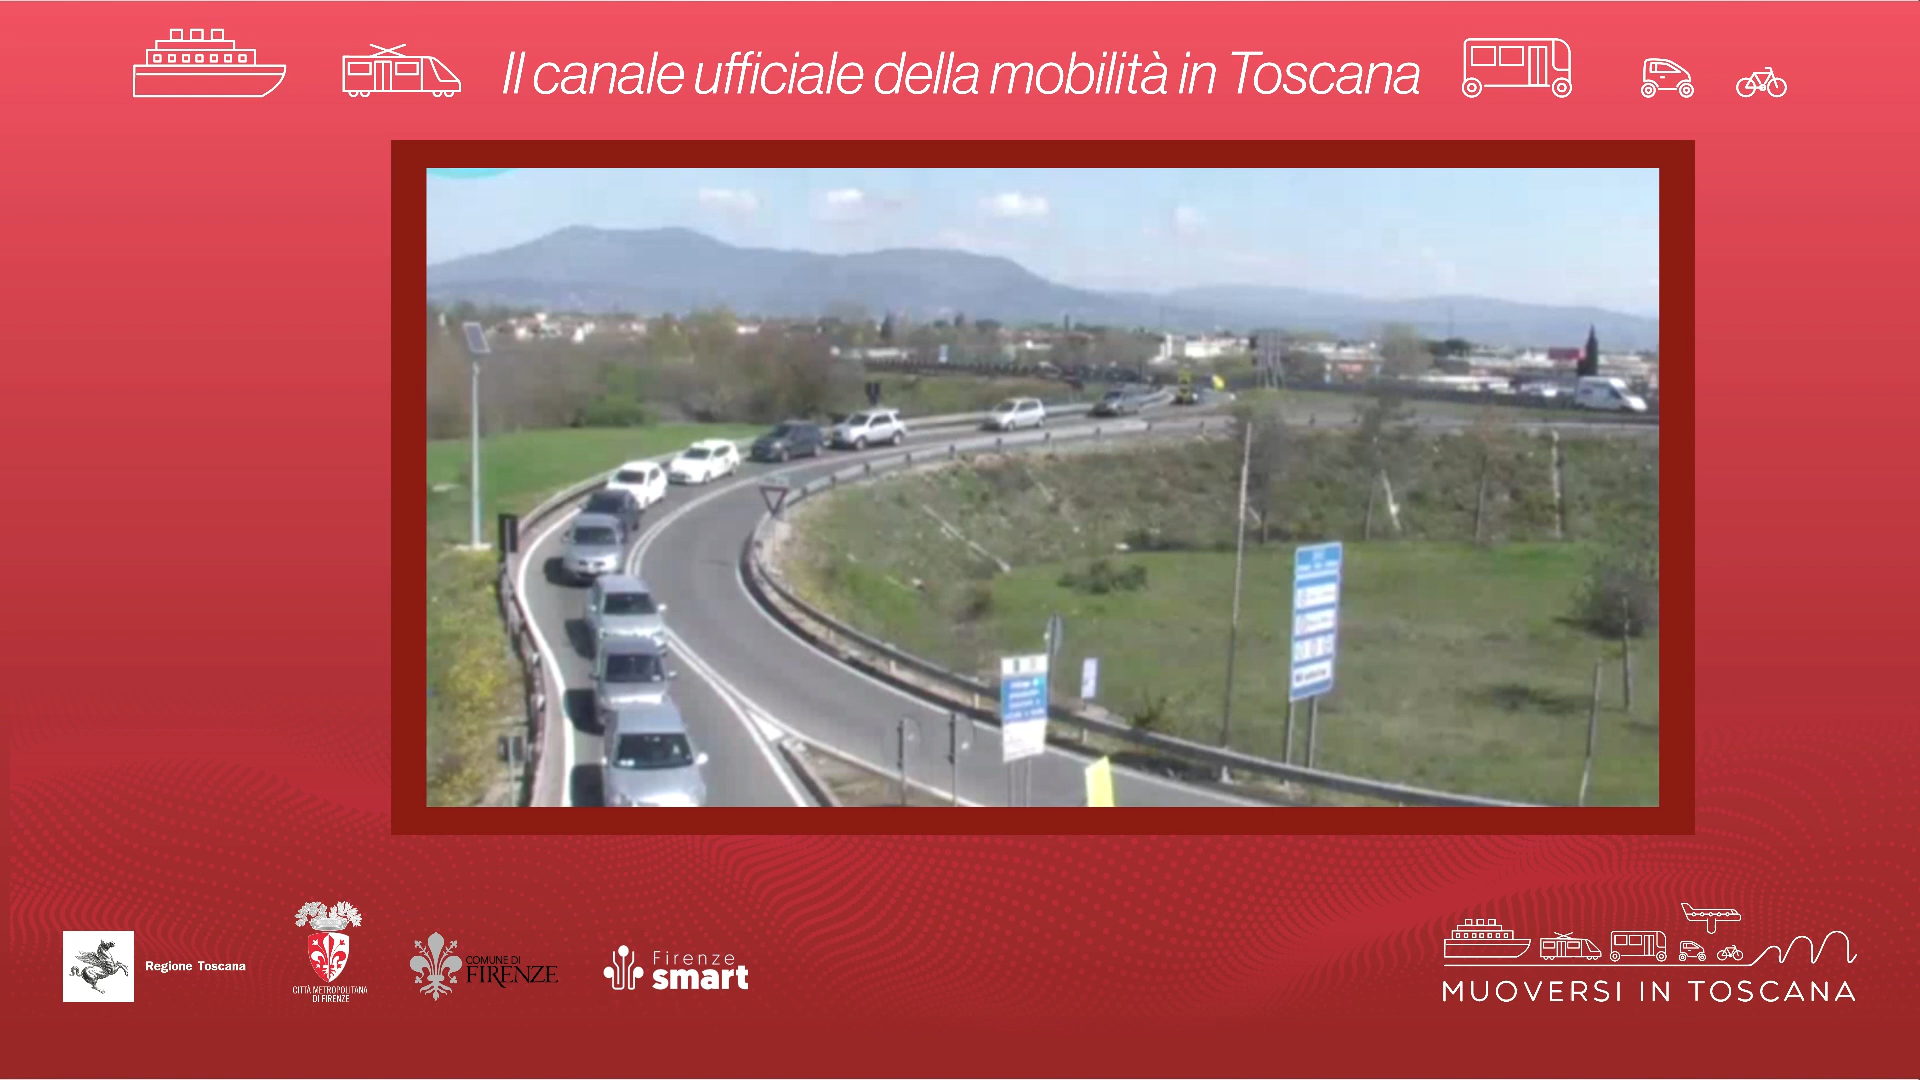 Il canale ufficiale della mobilità in Toscana
Regione Toscana
CITTÀ METROPOLITANA
DI FIRENZE
COMUNE DI
FIRENZE
Firenze
smart
MUOVERSI IN TOSCANA